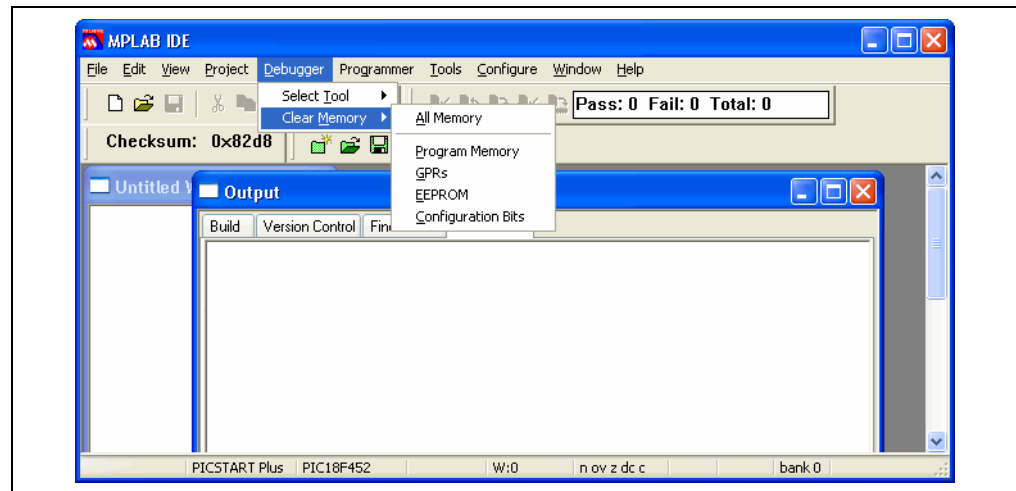 MPLAB IDE
File Edit View Project Debugger Programmer Tools Configure Window Help
Select Tool
Pass: 0 Fail: 0 Total: 0
Clear Memory
All Memory
Checksum: 0x82d8
Program Memory
GPRs
EEPROM
Configuration Bits
Untitled
Output
Build Version Control
PICSTART Plus PIC18F452 W:0 n ov z dc c bank 0